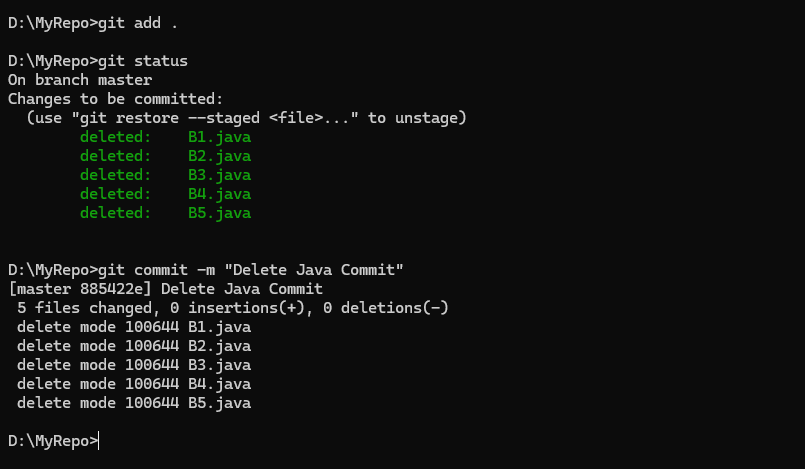 D:\MyRepo>git add .
D:\MyRepo>git status
On branch master
Changes to be committed:
  (use "git restore --staged <file>..." to unstage)
        deleted:    B1.java
        deleted:    B2.java
        deleted:    B3.java
        deleted:    B4.java
        deleted:    B5.java
D:\MyRepo>git commit -m "Delete Java Commit"
[master 885422e] Delete Java Commit
 5 files changed, 0 insertions(+), 0 deletions(-)
 delete mode 100644 B1.java
 delete mode 100644 B2.java
 delete mode 100644 B3.java
 delete mode 100644 B4.java
 delete mode 100644 B5.java
D:\MyRepo>